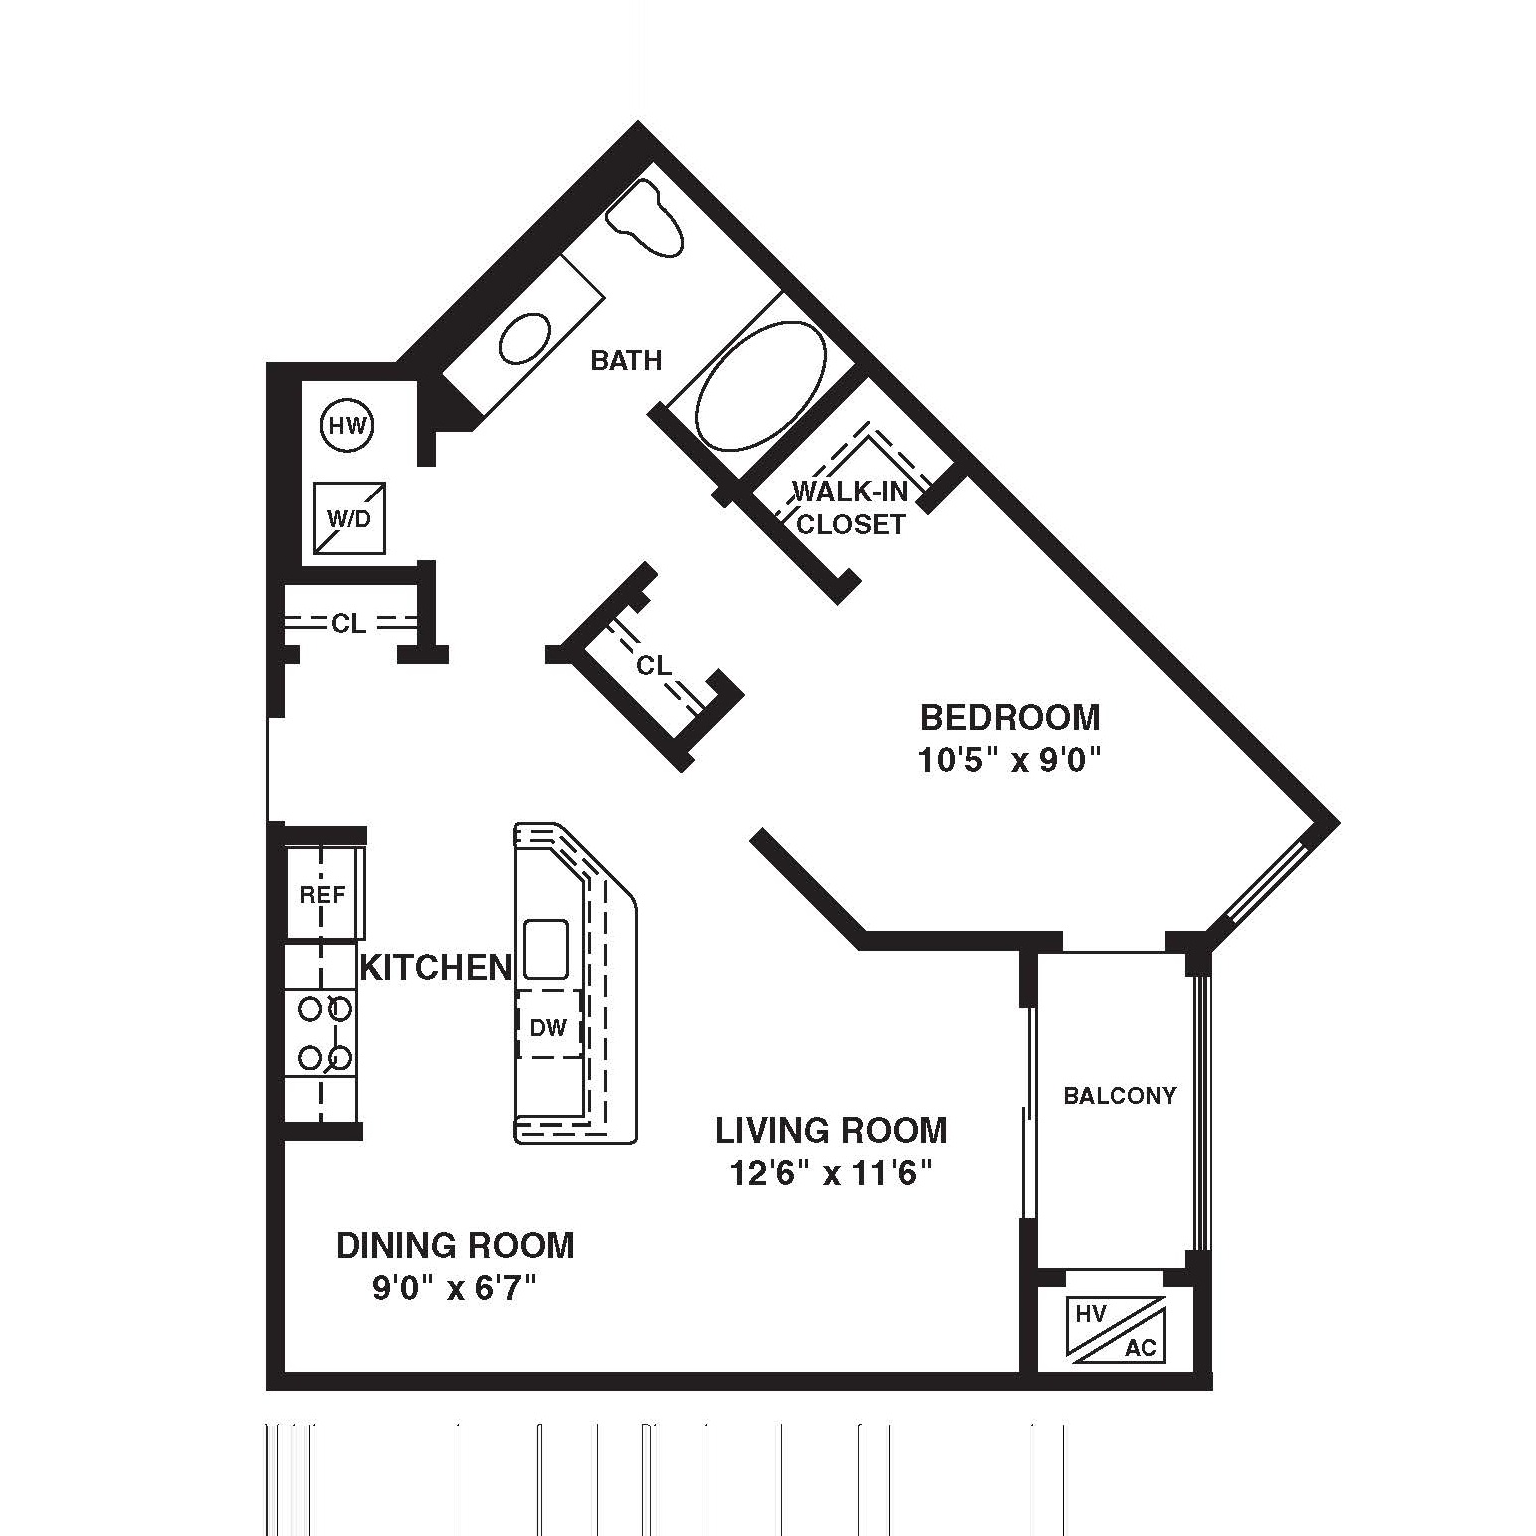 BATH
HW
WALK-IN
CLOSET
W/D
CL
CL
BEDROOM
10'5" x 9'0"
REF
KITCHEN
DW
BALCONY
LIVING ROOM
12'6" x 11'6"
DINING ROOM
9'0" x 6'7"
HV
AC